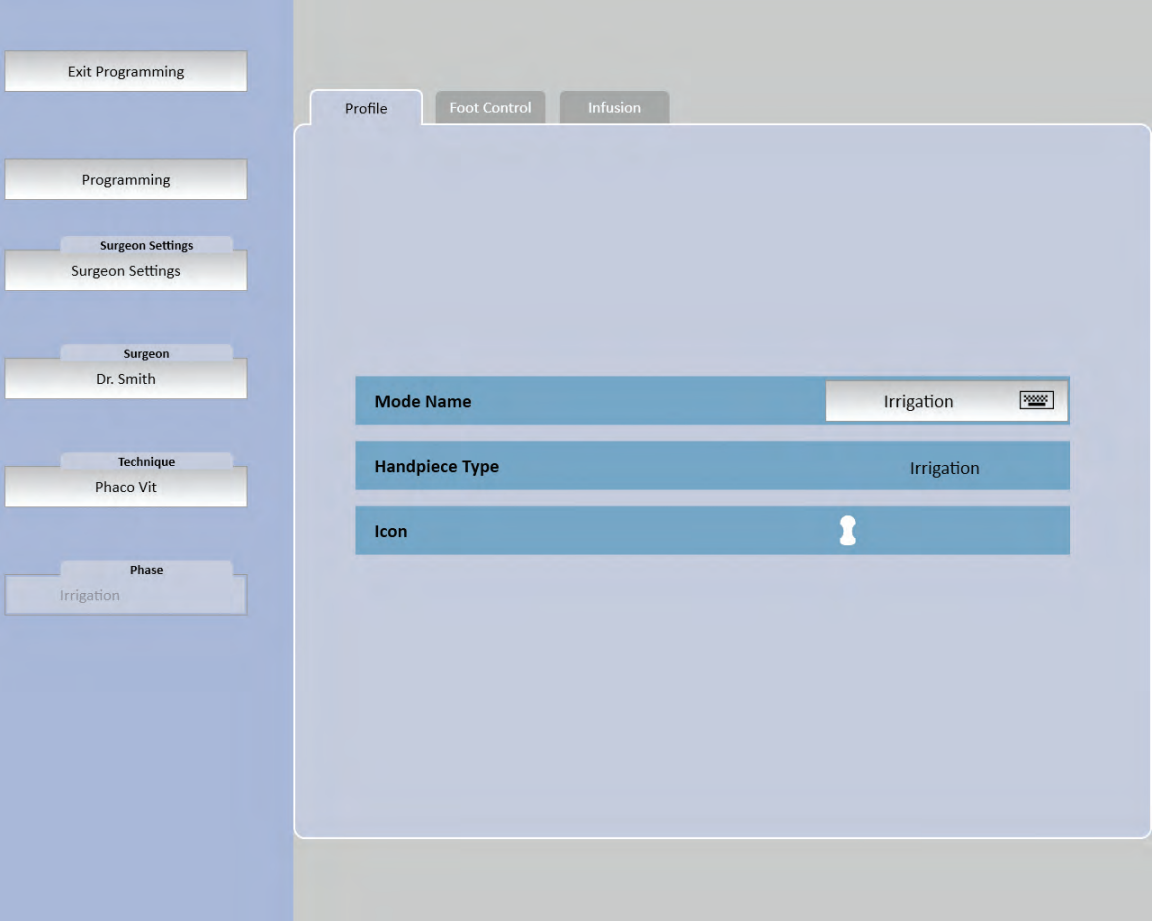 Exit Programming
Programming
Surgeon Settings
Surgeon Settings
Surgeon
Dr. Smith
Technique
Phaco Vit
Phase
Irrigation
Profile
Foot Control
Infusion
Mode Name
Irrigation
Handpiece Type
Irrigation
Icon